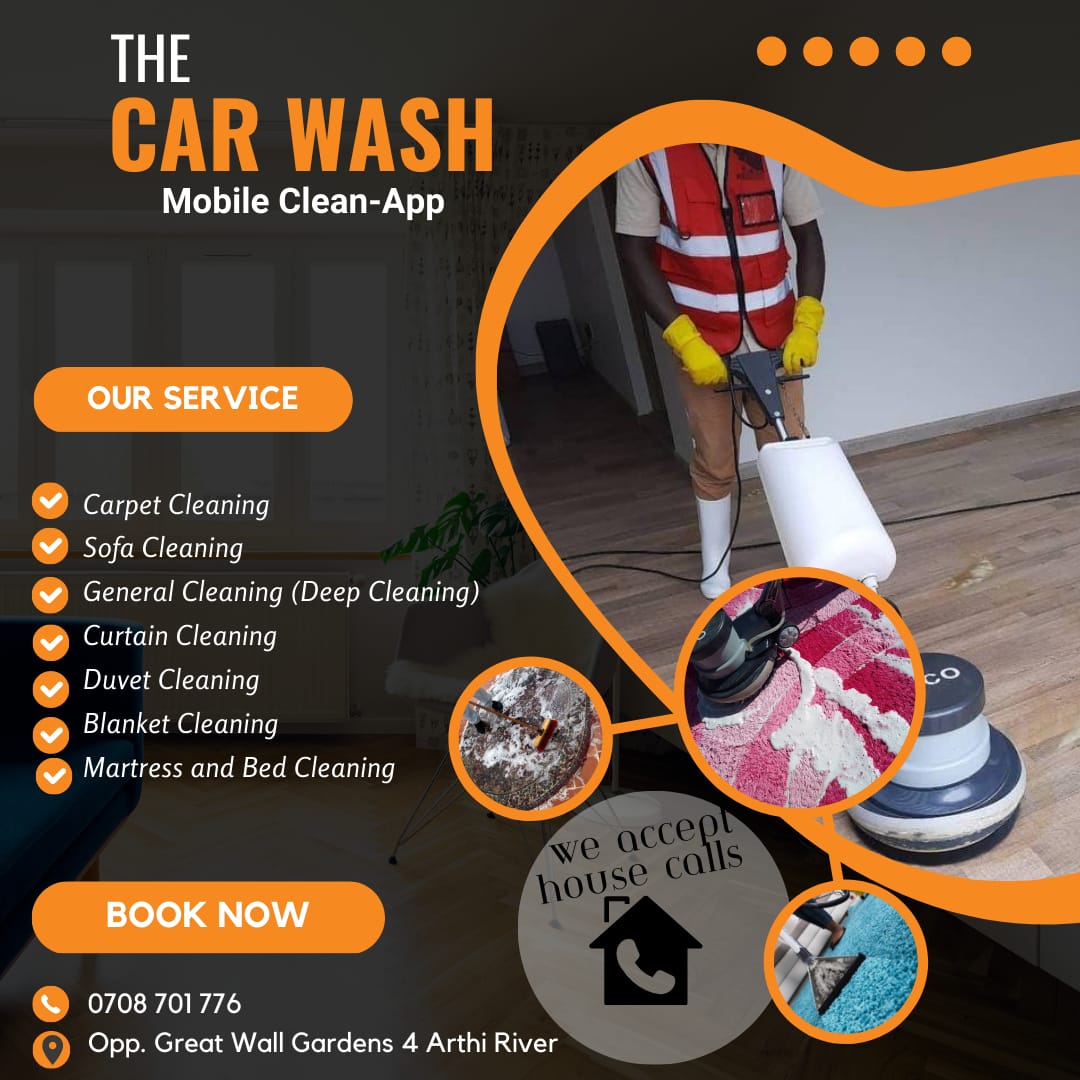 THE
CAR WASH
Mobile Clean-App
OUR SERVICE
Carpet Cleaning
Sofa Cleaning
General Cleaning (Deep Cleaning)
Curtain Cleaning
Duvet Cleaning
Blanket Cleaning
Martress and Bed Cleaning
CO
we accept
house calls
BOOK NOW
0708 701 776
Opp. Great Wall Gardens 4 Arthi River